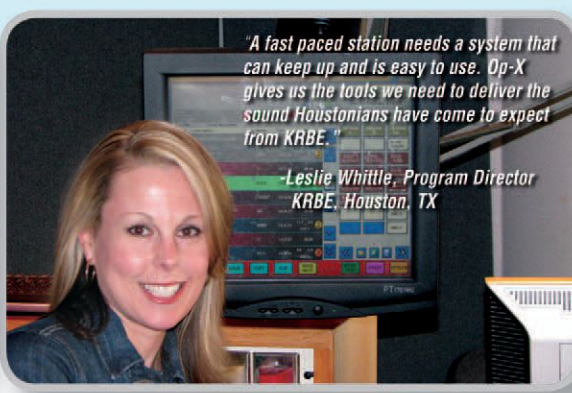 "A fast paced station needs a system that
can keep up and is easy to use. Op-X
gives us the tools we need to deliver the
sound Houstonians have come to expect
from KRBE."
-Leslie Whittle, Program Director
KRBE, Houston, TX